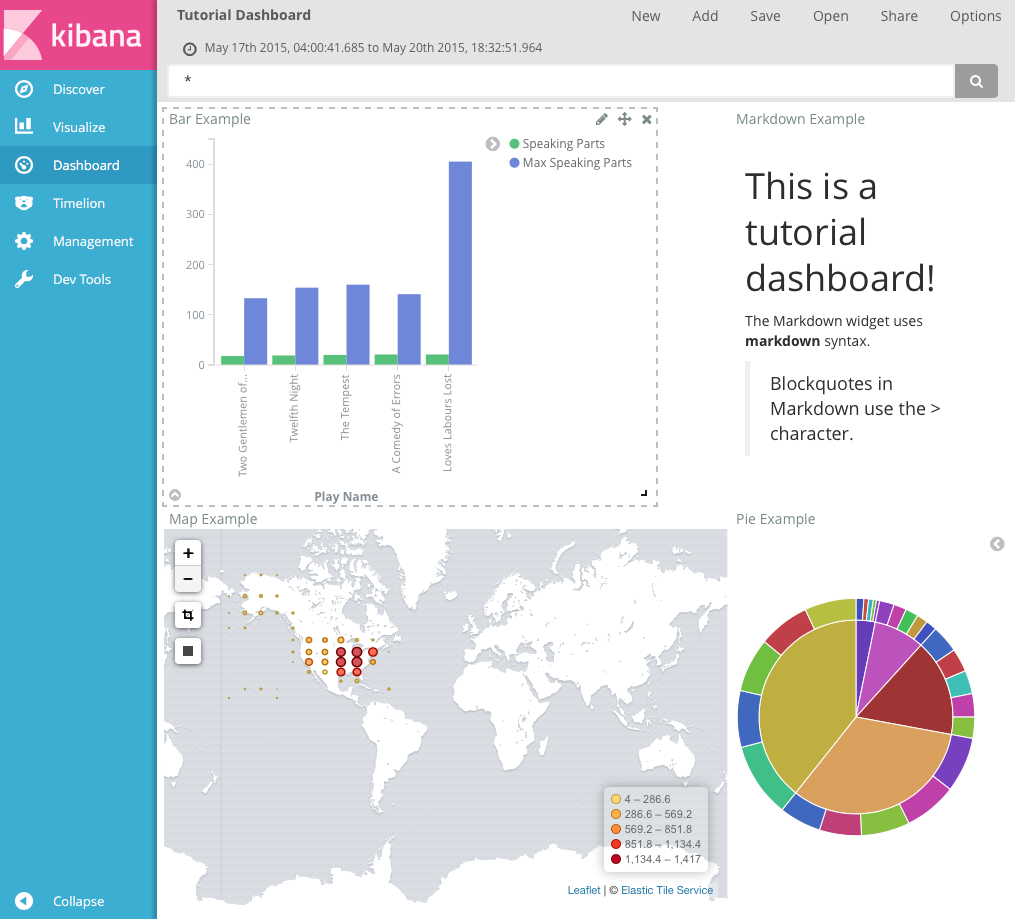 kibana
Discover
Visualize
Dashboard
Timelion
Management
Dev Tools
Collapse
Tutorial Dashboard
New Add Save Open Share Options
May 17th 2015, 04:00:41.685 to May 20th 2015, 18:32:51.964
*
Bar Example
400
300
200
100
0
Speaking Parts
Max Speaking Parts
Two Gentlemen of...
Twelfth Night
The Tempest
A Comedy of Errors
Loves Labours Lost
Play Name
Markdown Example
This is a
tutorial
dashboard!
The Markdown widget uses
markdown syntax.
Blockquotes in
Markdown use the >
character.
Map Example
+
−
4 – 286.6
286.6 – 569.2
569.2 – 851.8
851.8 – 1,134.4
1,134.4 – 1,417
Leaflet | © Elastic Tile Service
Pie Example